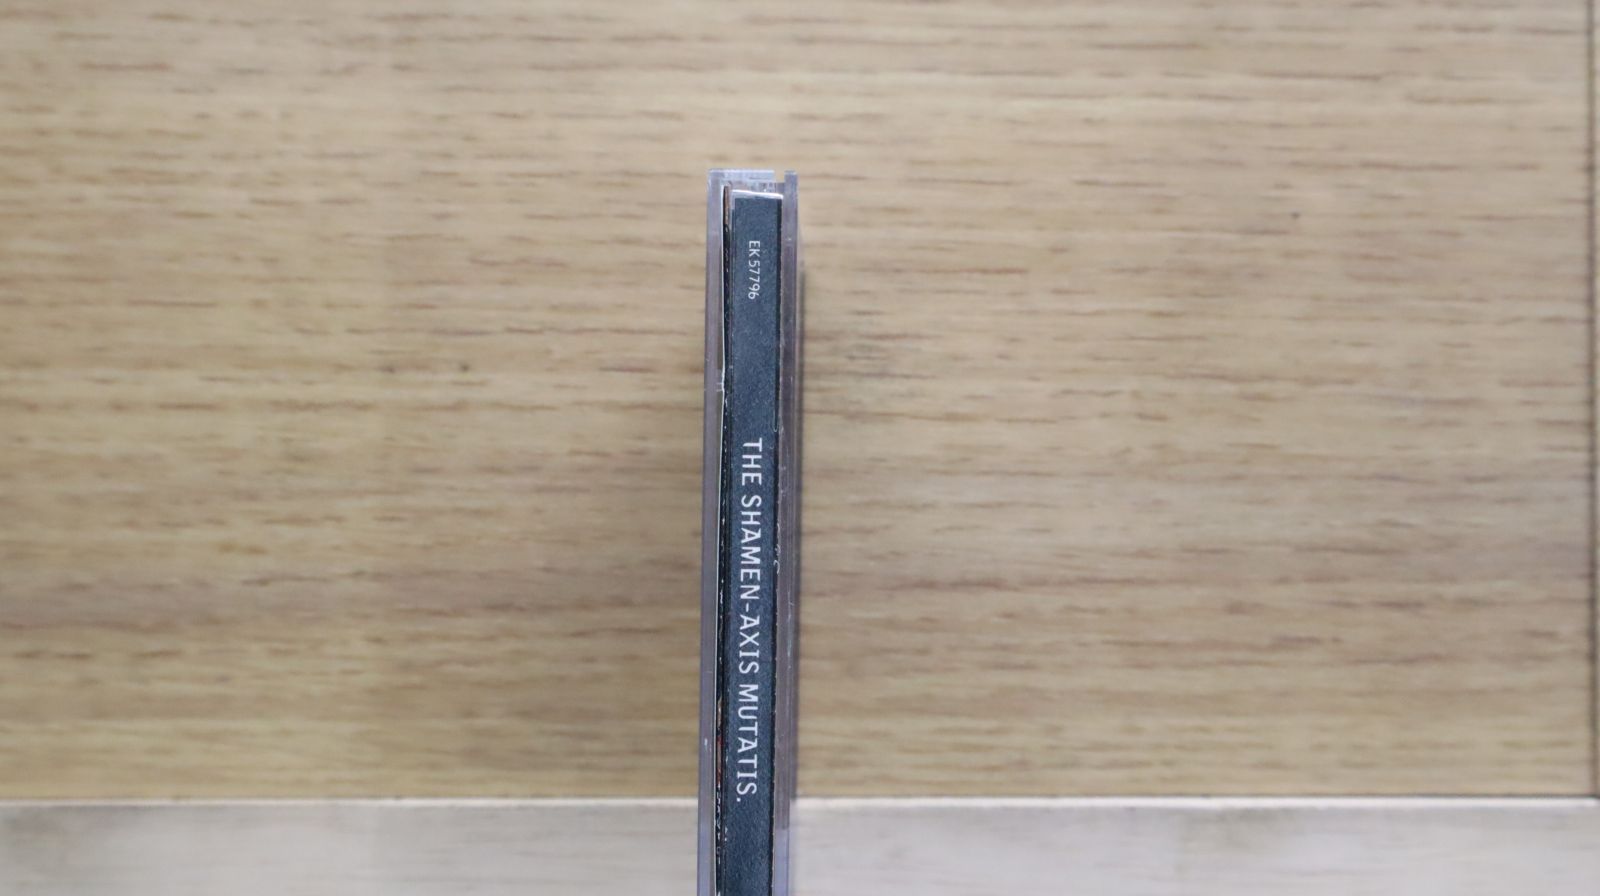 EK 57796
THE SHAMEN-AXIS MUTATIS.